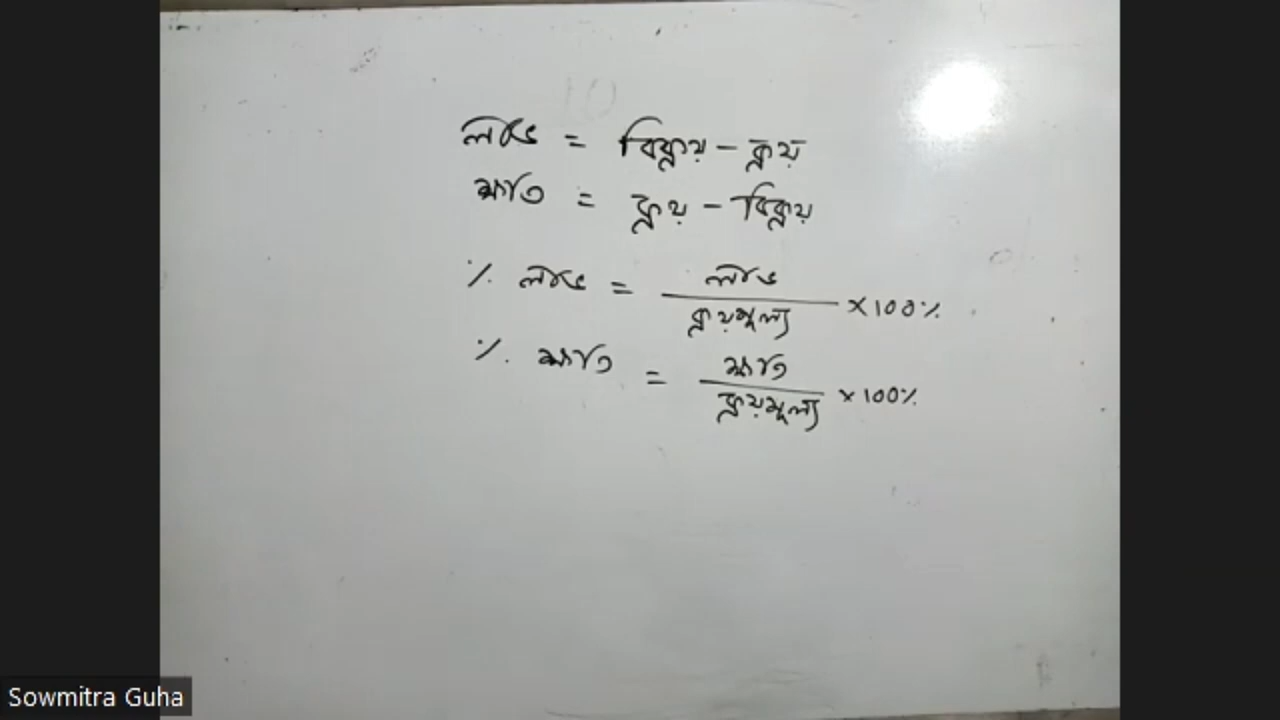 লাভ = বিক্রয় - ক্রয়
ক্ষতি = ক্রয় - বিক্রয়
% লাভ = লাভ / ক্রয়মূল্য × 100%
% ক্ষতি = ক্ষতি / ক্রয়মূল্য × 100%
Sowmitra Guha